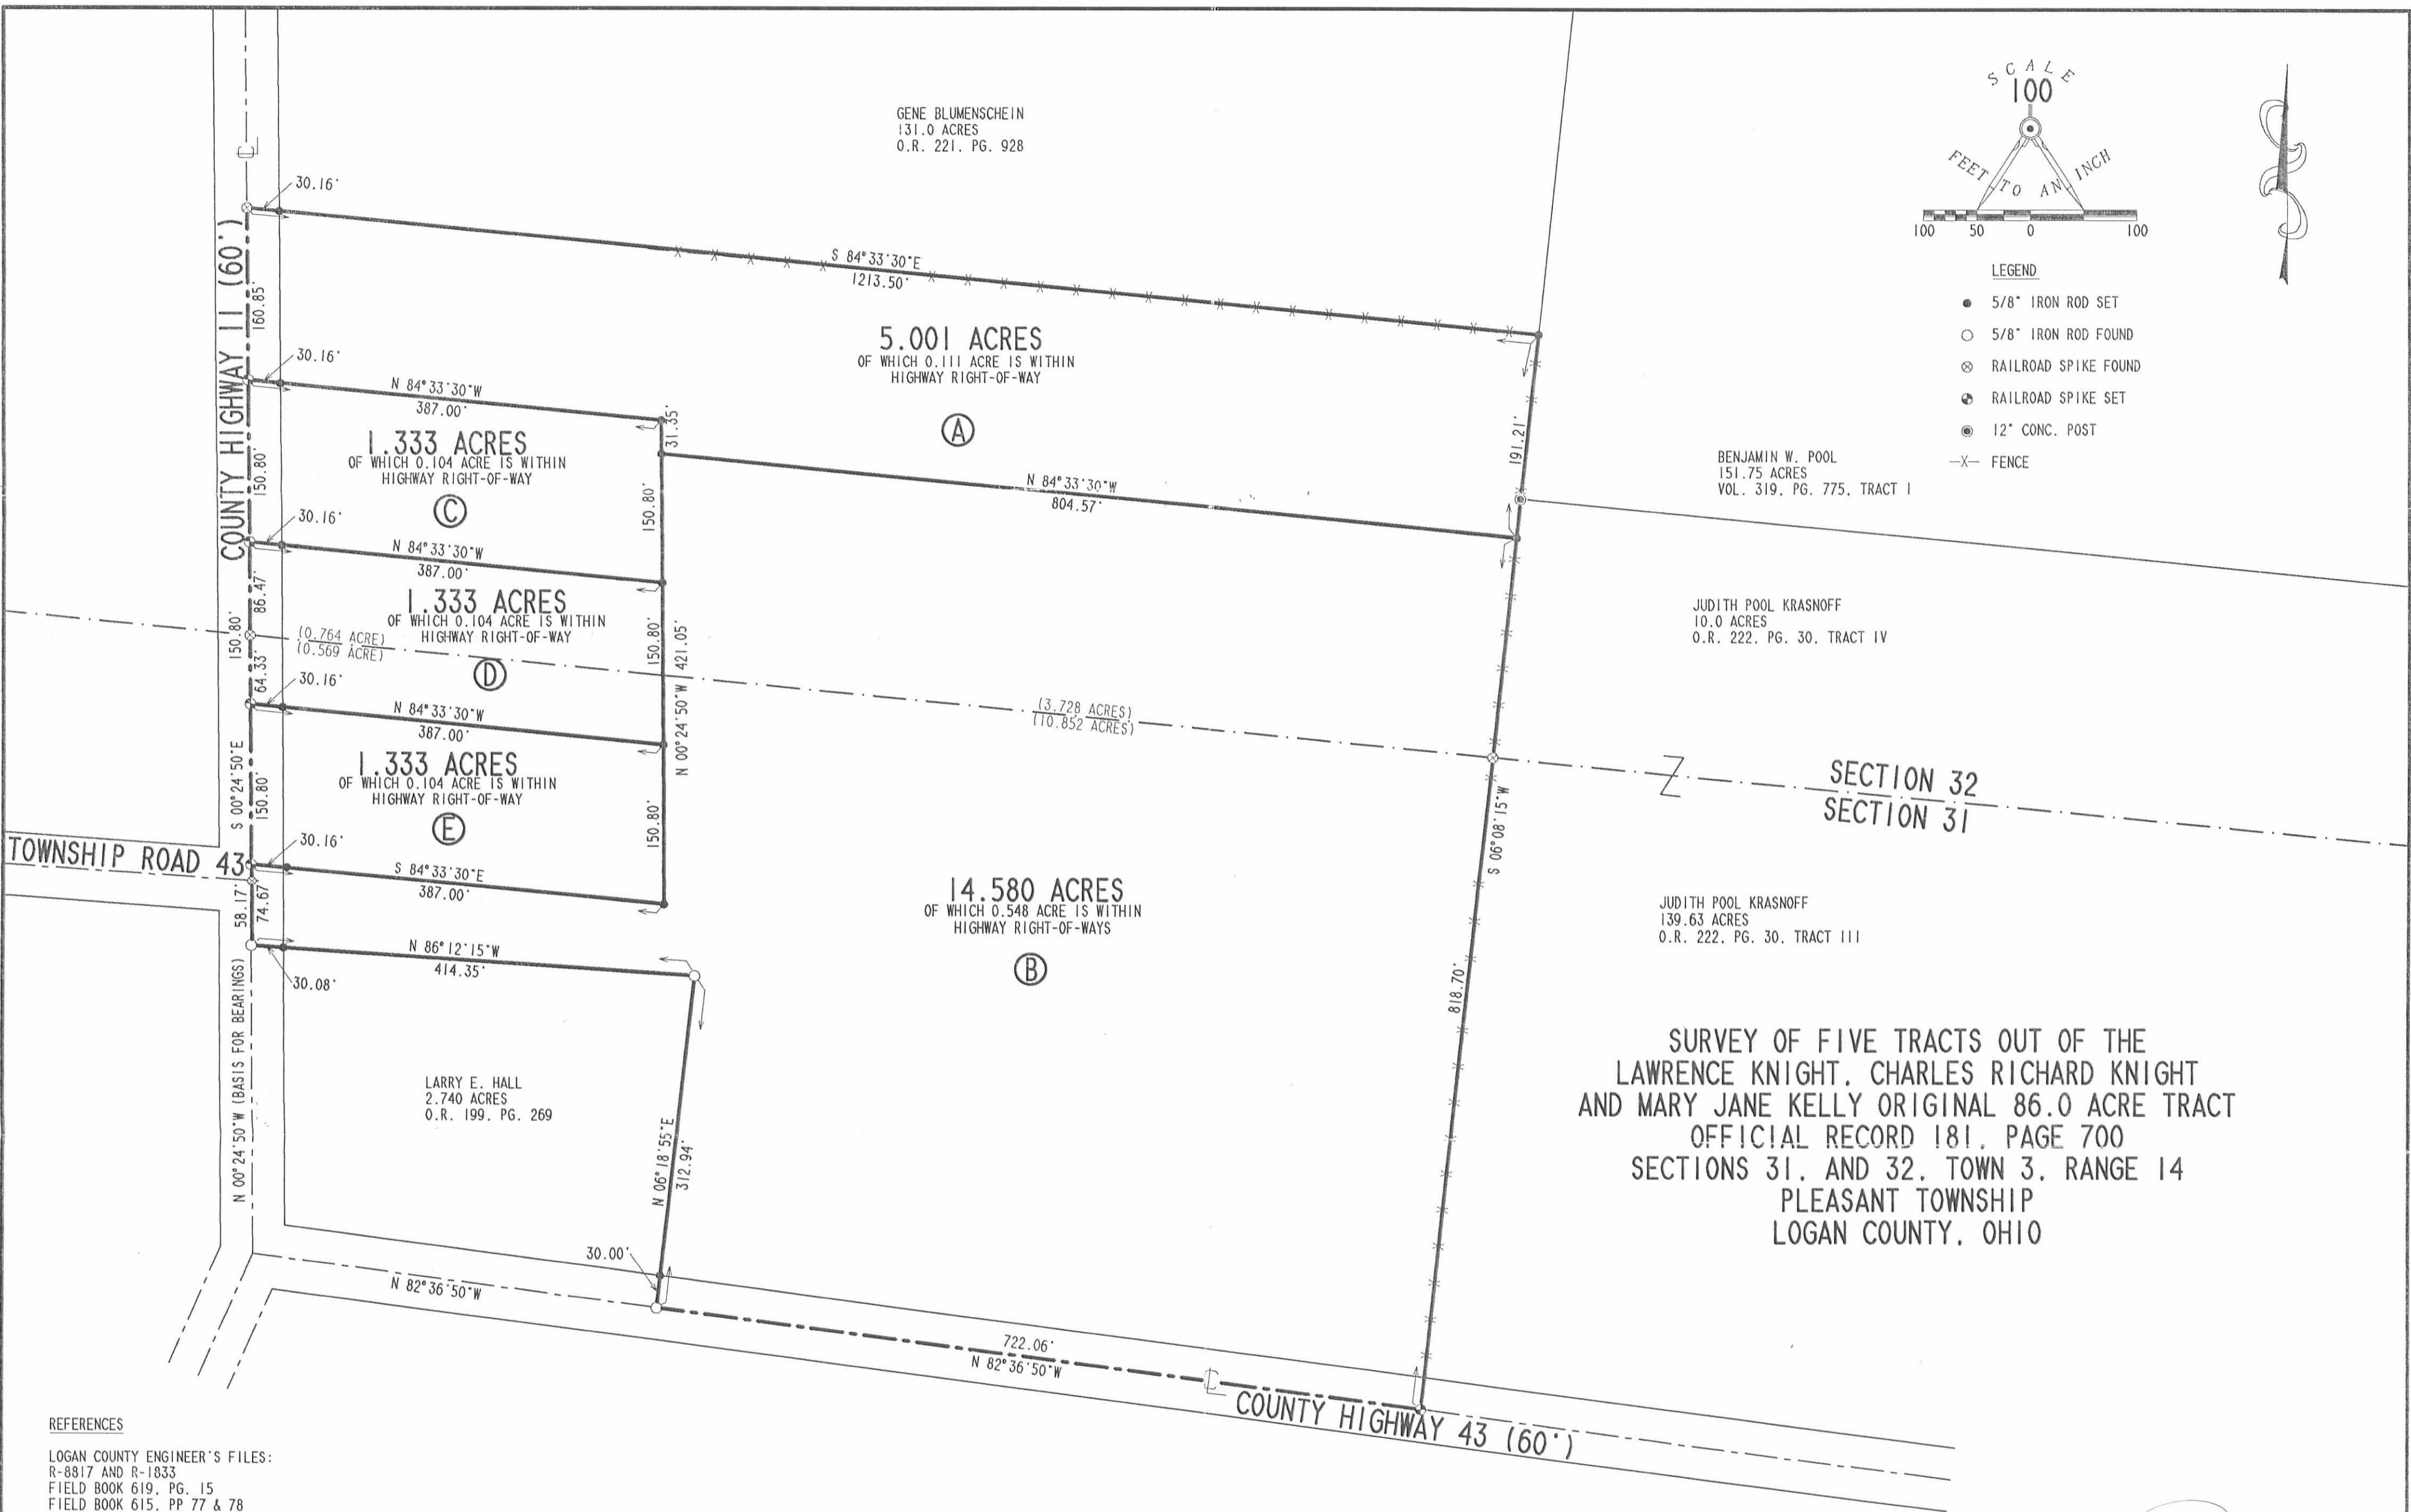 GENE BLUMENSCHEIN
131.0 ACRES
O.R. 221, PG. 928
SCALE
100
FEET TO AN INCH
100 50 0 100
LEGEND
5/8" IRON ROD SET
5/8" IRON ROD FOUND
RAILROAD SPIKE FOUND
RAILROAD SPIKE SET
12" CONC. POST
-X- FENCE
COUNTY HIGHWAY 11 (60')
℄
30.16'
S 84°33'30"E
1213.50'
160.85'
5.001 ACRES
OF WHICH 0.111 ACRE IS WITHIN
HIGHWAY RIGHT-OF-WAY
A
30.16'
N 84°33'30"W
387.00'
31.35'
191.21'
1.333 ACRES
OF WHICH 0.104 ACRE IS WITHIN
HIGHWAY RIGHT-OF-WAY
C
150.80'
150.80'
N 84°33'30"W
804.57'
BENJAMIN W. POOL
151.75 ACRES
VOL. 319, PG. 775, TRACT I
30.16'
N 84°33'30"W
387.00'
86.47'
150.80'
64.33'
1.333 ACRES
OF WHICH 0.104 ACRE IS WITHIN
HIGHWAY RIGHT-OF-WAY
D
(0.764 ACRE)
(0.569 ACRE)
150.80'
N 00°24'50"W 421.05'
JUDITH POOL KRASNOFF
10.0 ACRES
O.R. 222, PG. 30, TRACT IV
30.16'
N 84°33'30"W
387.00'
(3.728 ACRES)
(10.852 ACRES)
SECTION 32
SECTION 31
S 00°24'50"E
150.80'
1.333 ACRES
OF WHICH 0.104 ACRE IS WITHIN
HIGHWAY RIGHT-OF-WAY
E
150.80'
S 06°08'15"W
818.70'
TOWNSHIP ROAD 43
30.16'
S 84°33'30"E
387.00'
58.17'
74.67'
14.580 ACRES
OF WHICH 0.548 ACRE IS WITHIN
HIGHWAY RIGHT-OF-WAYS
B
JUDITH POOL KRASNOFF
139.63 ACRES
O.R. 222, PG. 30, TRACT III
N 86°12'15"W
414.35'
30.08'
N 00°24'50"W (BASIS FOR BEARINGS)
LARRY E. HALL
2.740 ACRES
O.R. 199, PG. 269
N 06°18'55"E
312.94'
30.00'
N 82°36'50"W
722.06'
N 82°36'50"W
℄
COUNTY HIGHWAY 43 (60')
SURVEY OF FIVE TRACTS OUT OF THE
LAWRENCE KNIGHT, CHARLES RICHARD KNIGHT
AND MARY JANE KELLY ORIGINAL 86.0 ACRE TRACT
OFFICIAL RECORD 181, PAGE 700
SECTIONS 31, AND 32, TOWN 3, RANGE 14
PLEASANT TOWNSHIP
LOGAN COUNTY, OHIO
REFERENCES
LOGAN COUNTY ENGINEER'S FILES:
R-8817 AND R-1833
FIELD BOOK 619, PG. 15
FIELD BOOK 615, PP 77 & 78